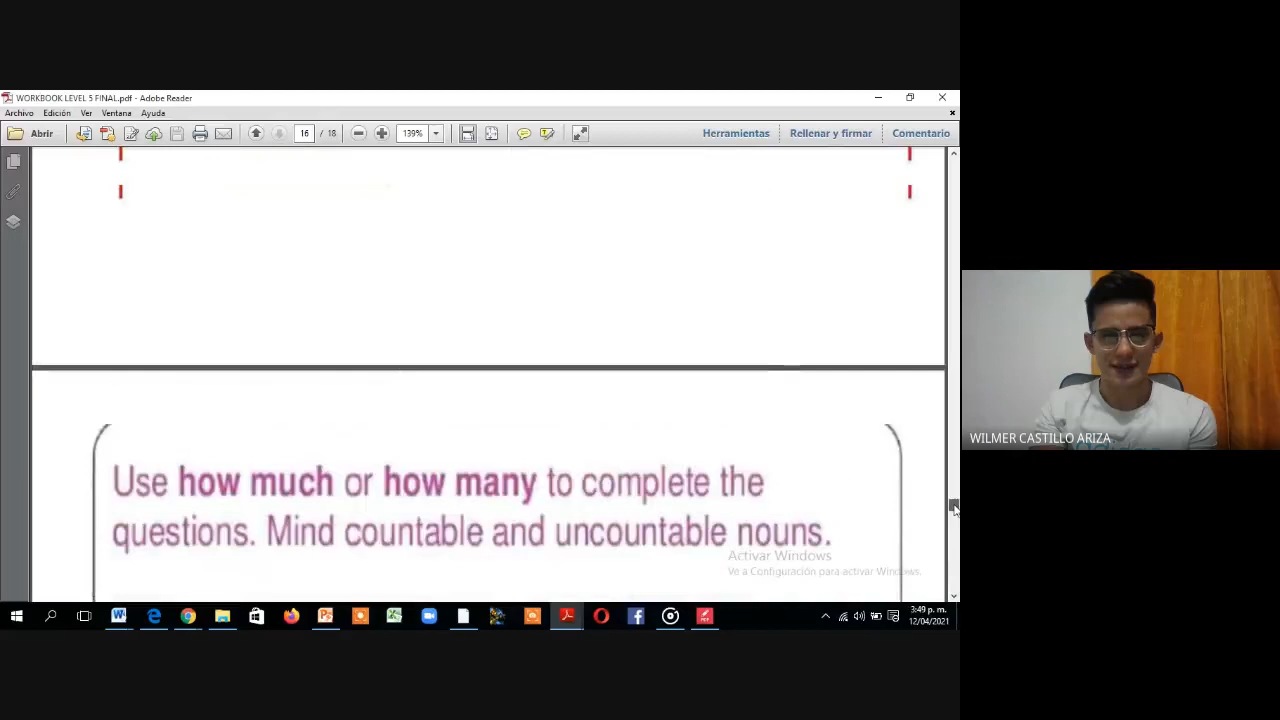 WORKBOOK LEVEL 5 FINAL.pdf - Adobe Reader
Archivo Edición Ver Ventana Ayuda
Abrir 16 / 18 139% Herramientas Rellenar y firmar Comentario
Use how much or how many to complete the
questions. Mind countable and uncountable nouns.
Activar Windows
Ve a Configuración para activar Windows.
3:49 p. m.
12/04/2021
WILMER CASTILLO ARIZA